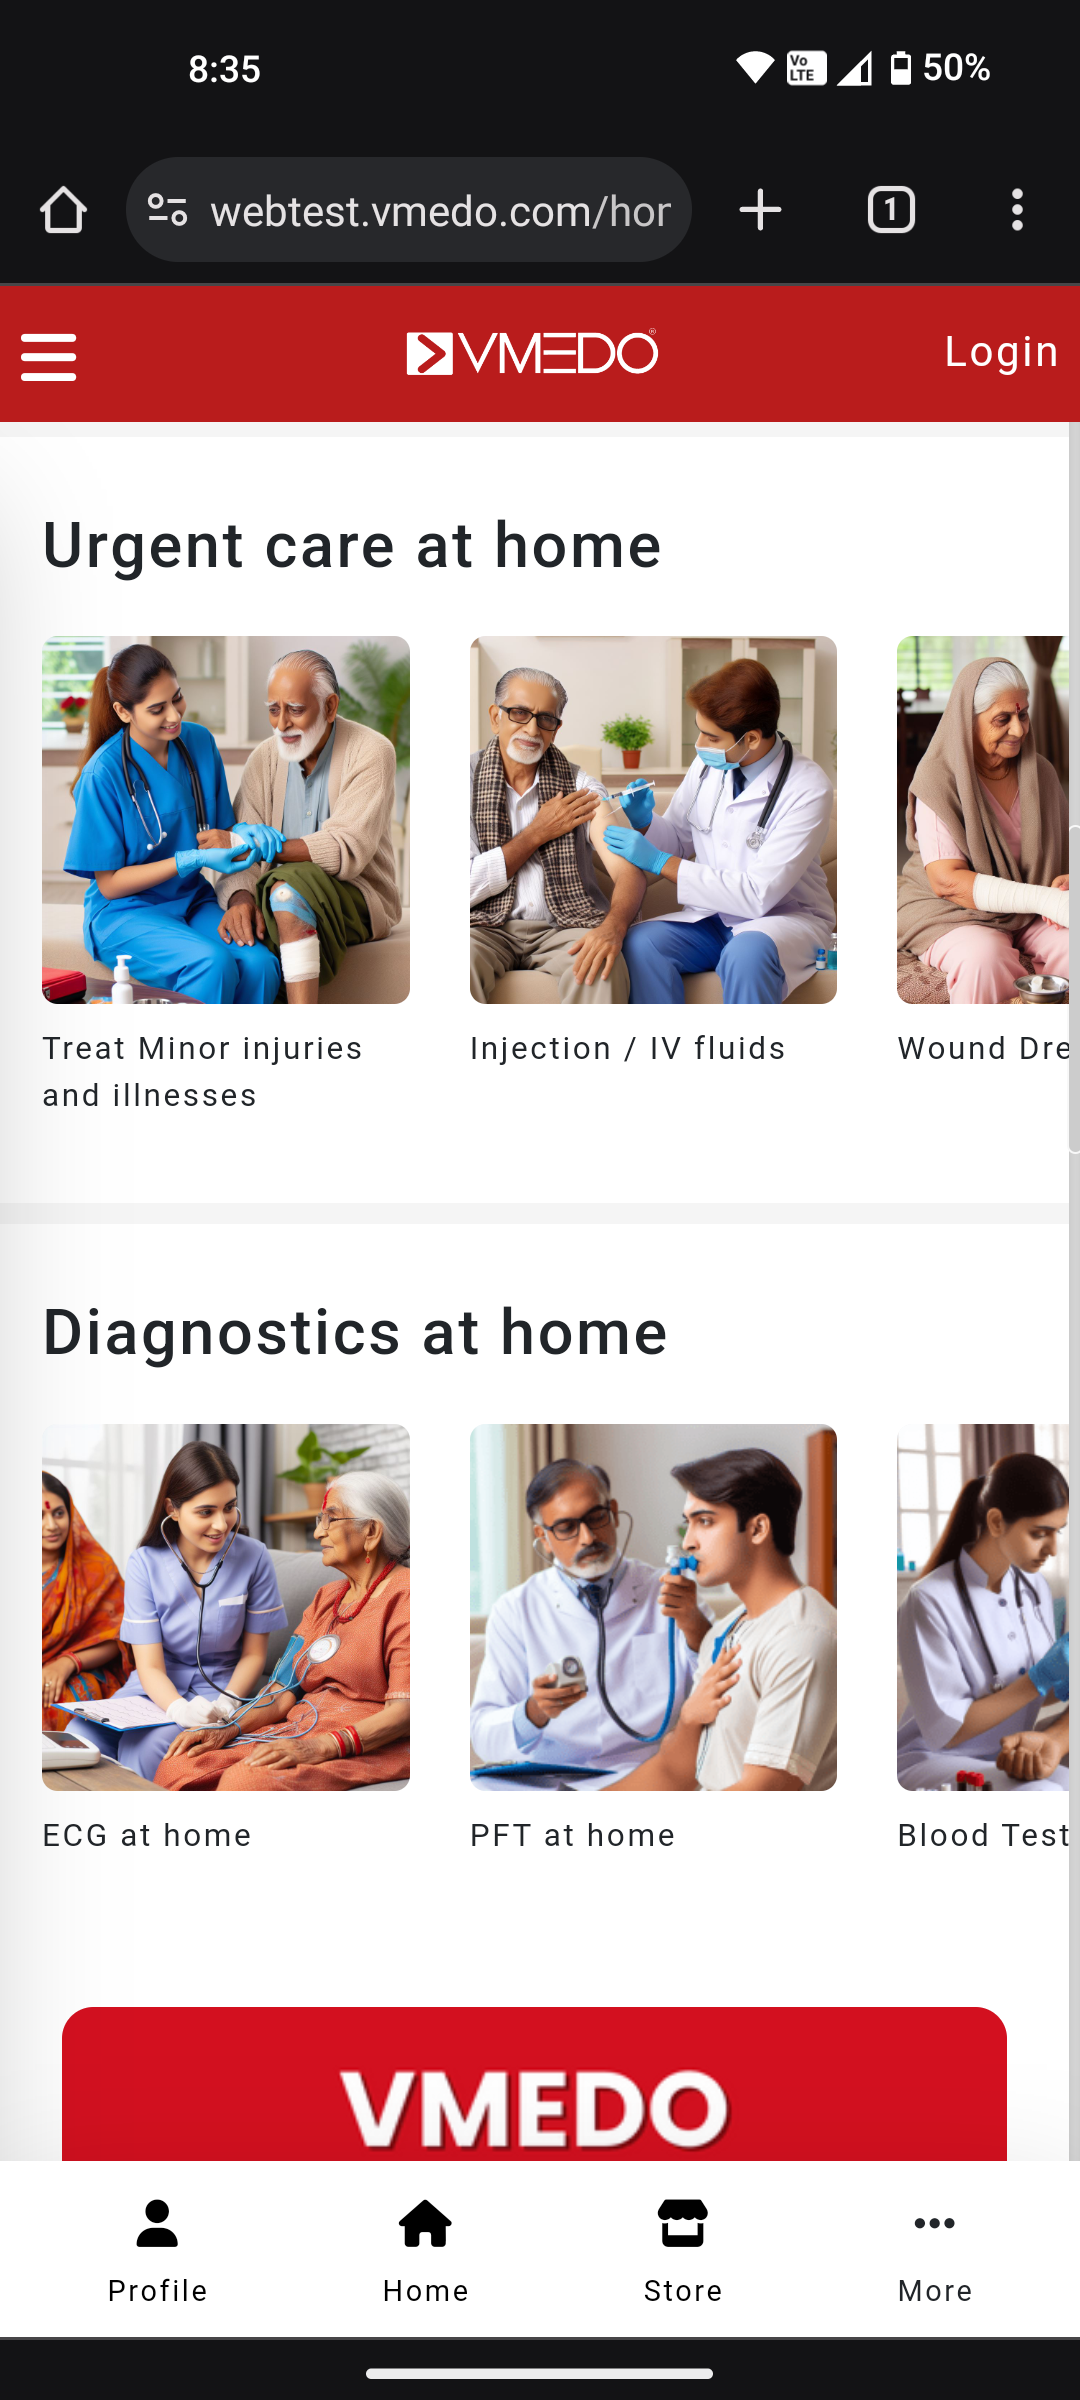 8:35
Vo LTE
50%
webtest.vmedo.com/hor
1
VMEDO®
Login
Urgent care at home
Treat Minor injuries
and illnesses
Injection / IV fluids
Wound Dre
Diagnostics at home
ECG at home
PFT at home
Blood Test
VMEDO
Profile
Home
Store
More